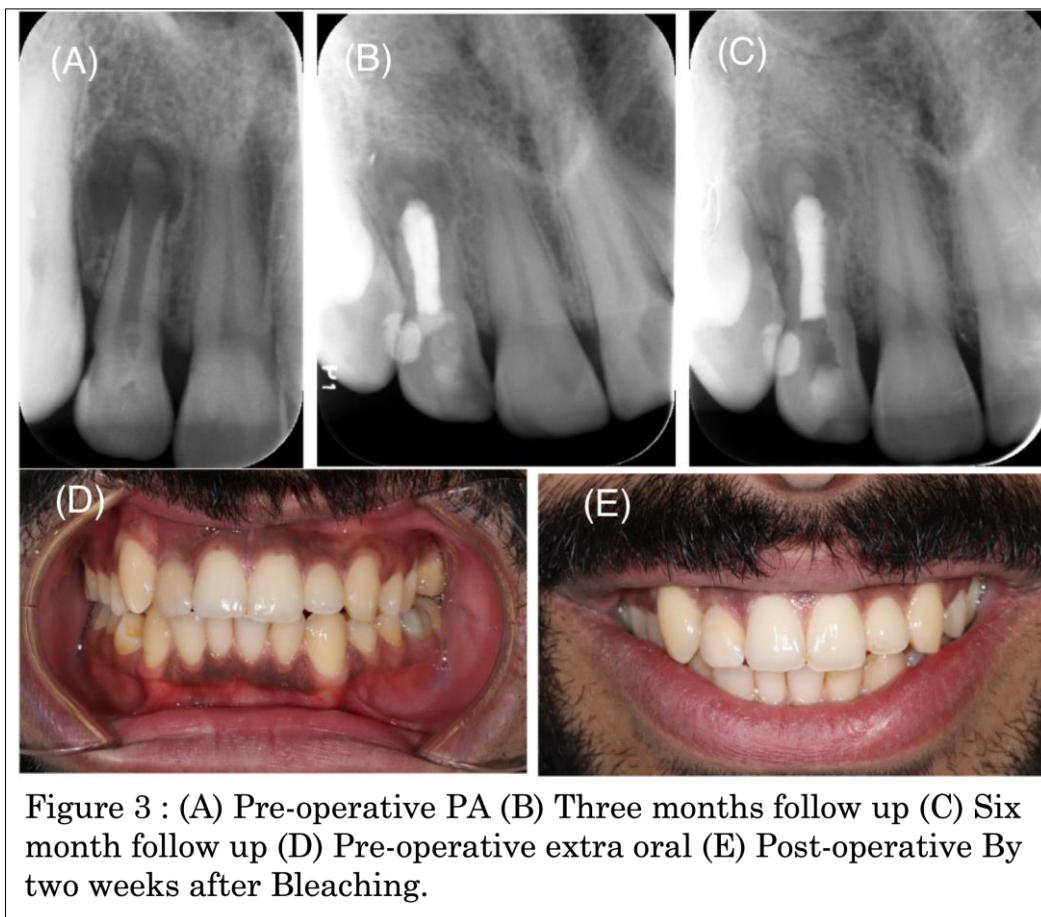 (A)
(B)
(C)
(D)
(E)
Figure 3 : (A) Pre-operative PA (B) Three months follow up (C) Six
month follow up (D) Pre-operative extra oral (E) Post-operative By
two weeks after Bleaching.